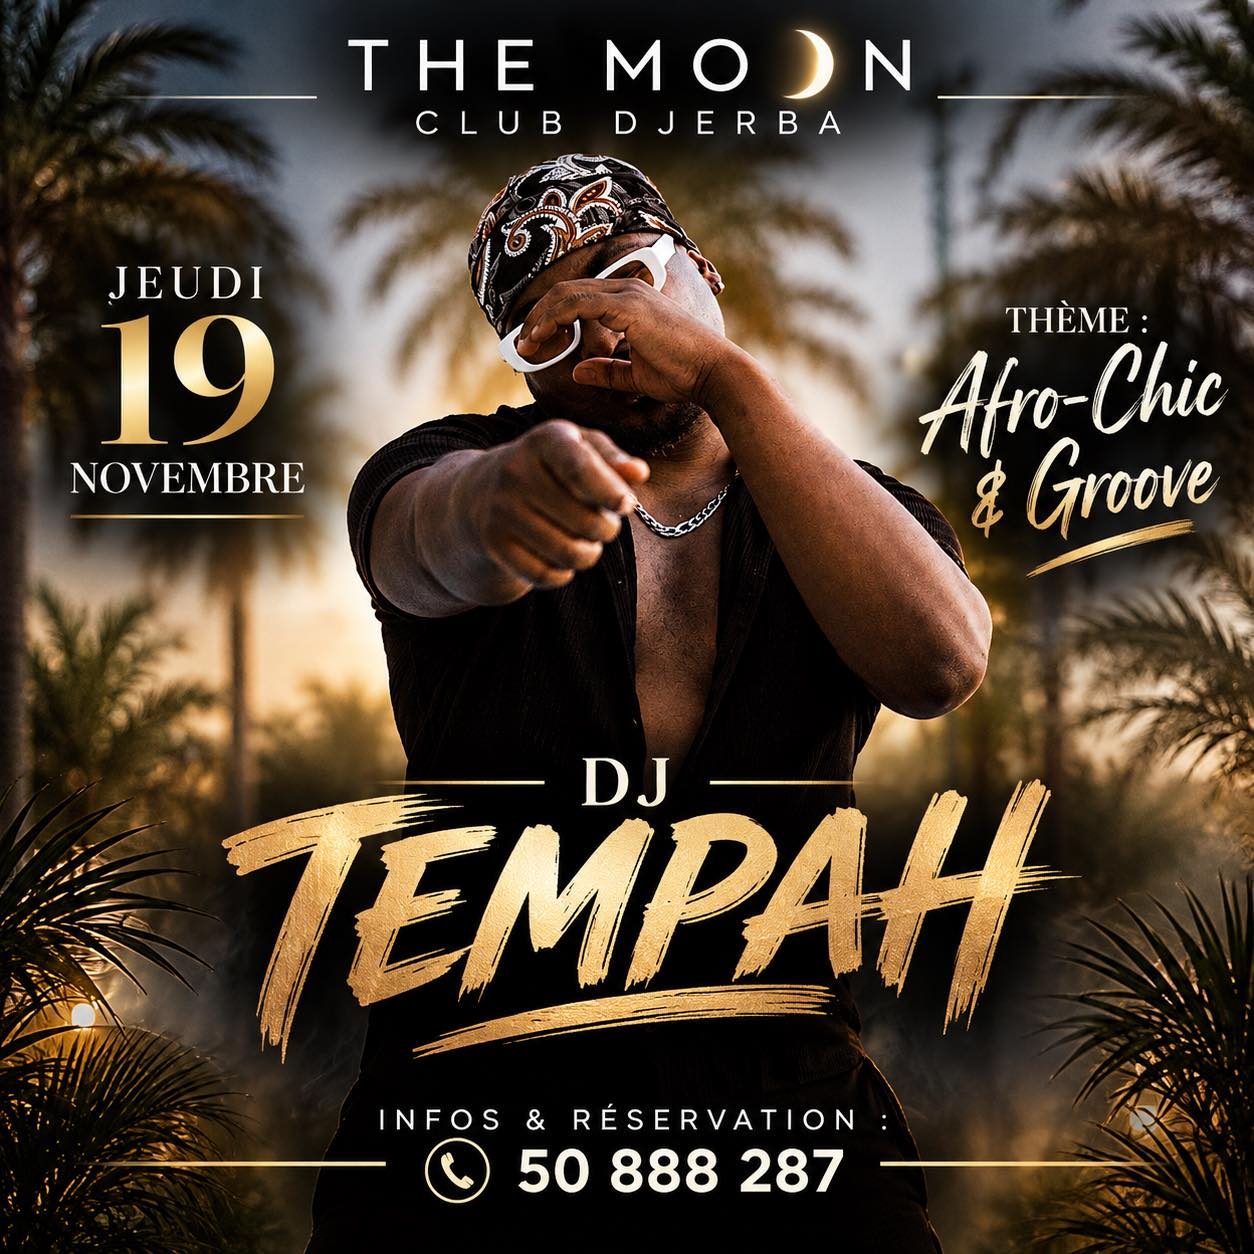 THE MOON
CLUB DJERBA
JEUDI
19
NOVEMBRE
THÈME :
Afro-Chic
& Groove
DJ
TEMPAH
INFOS & RÉSERVATION :
50 888 287